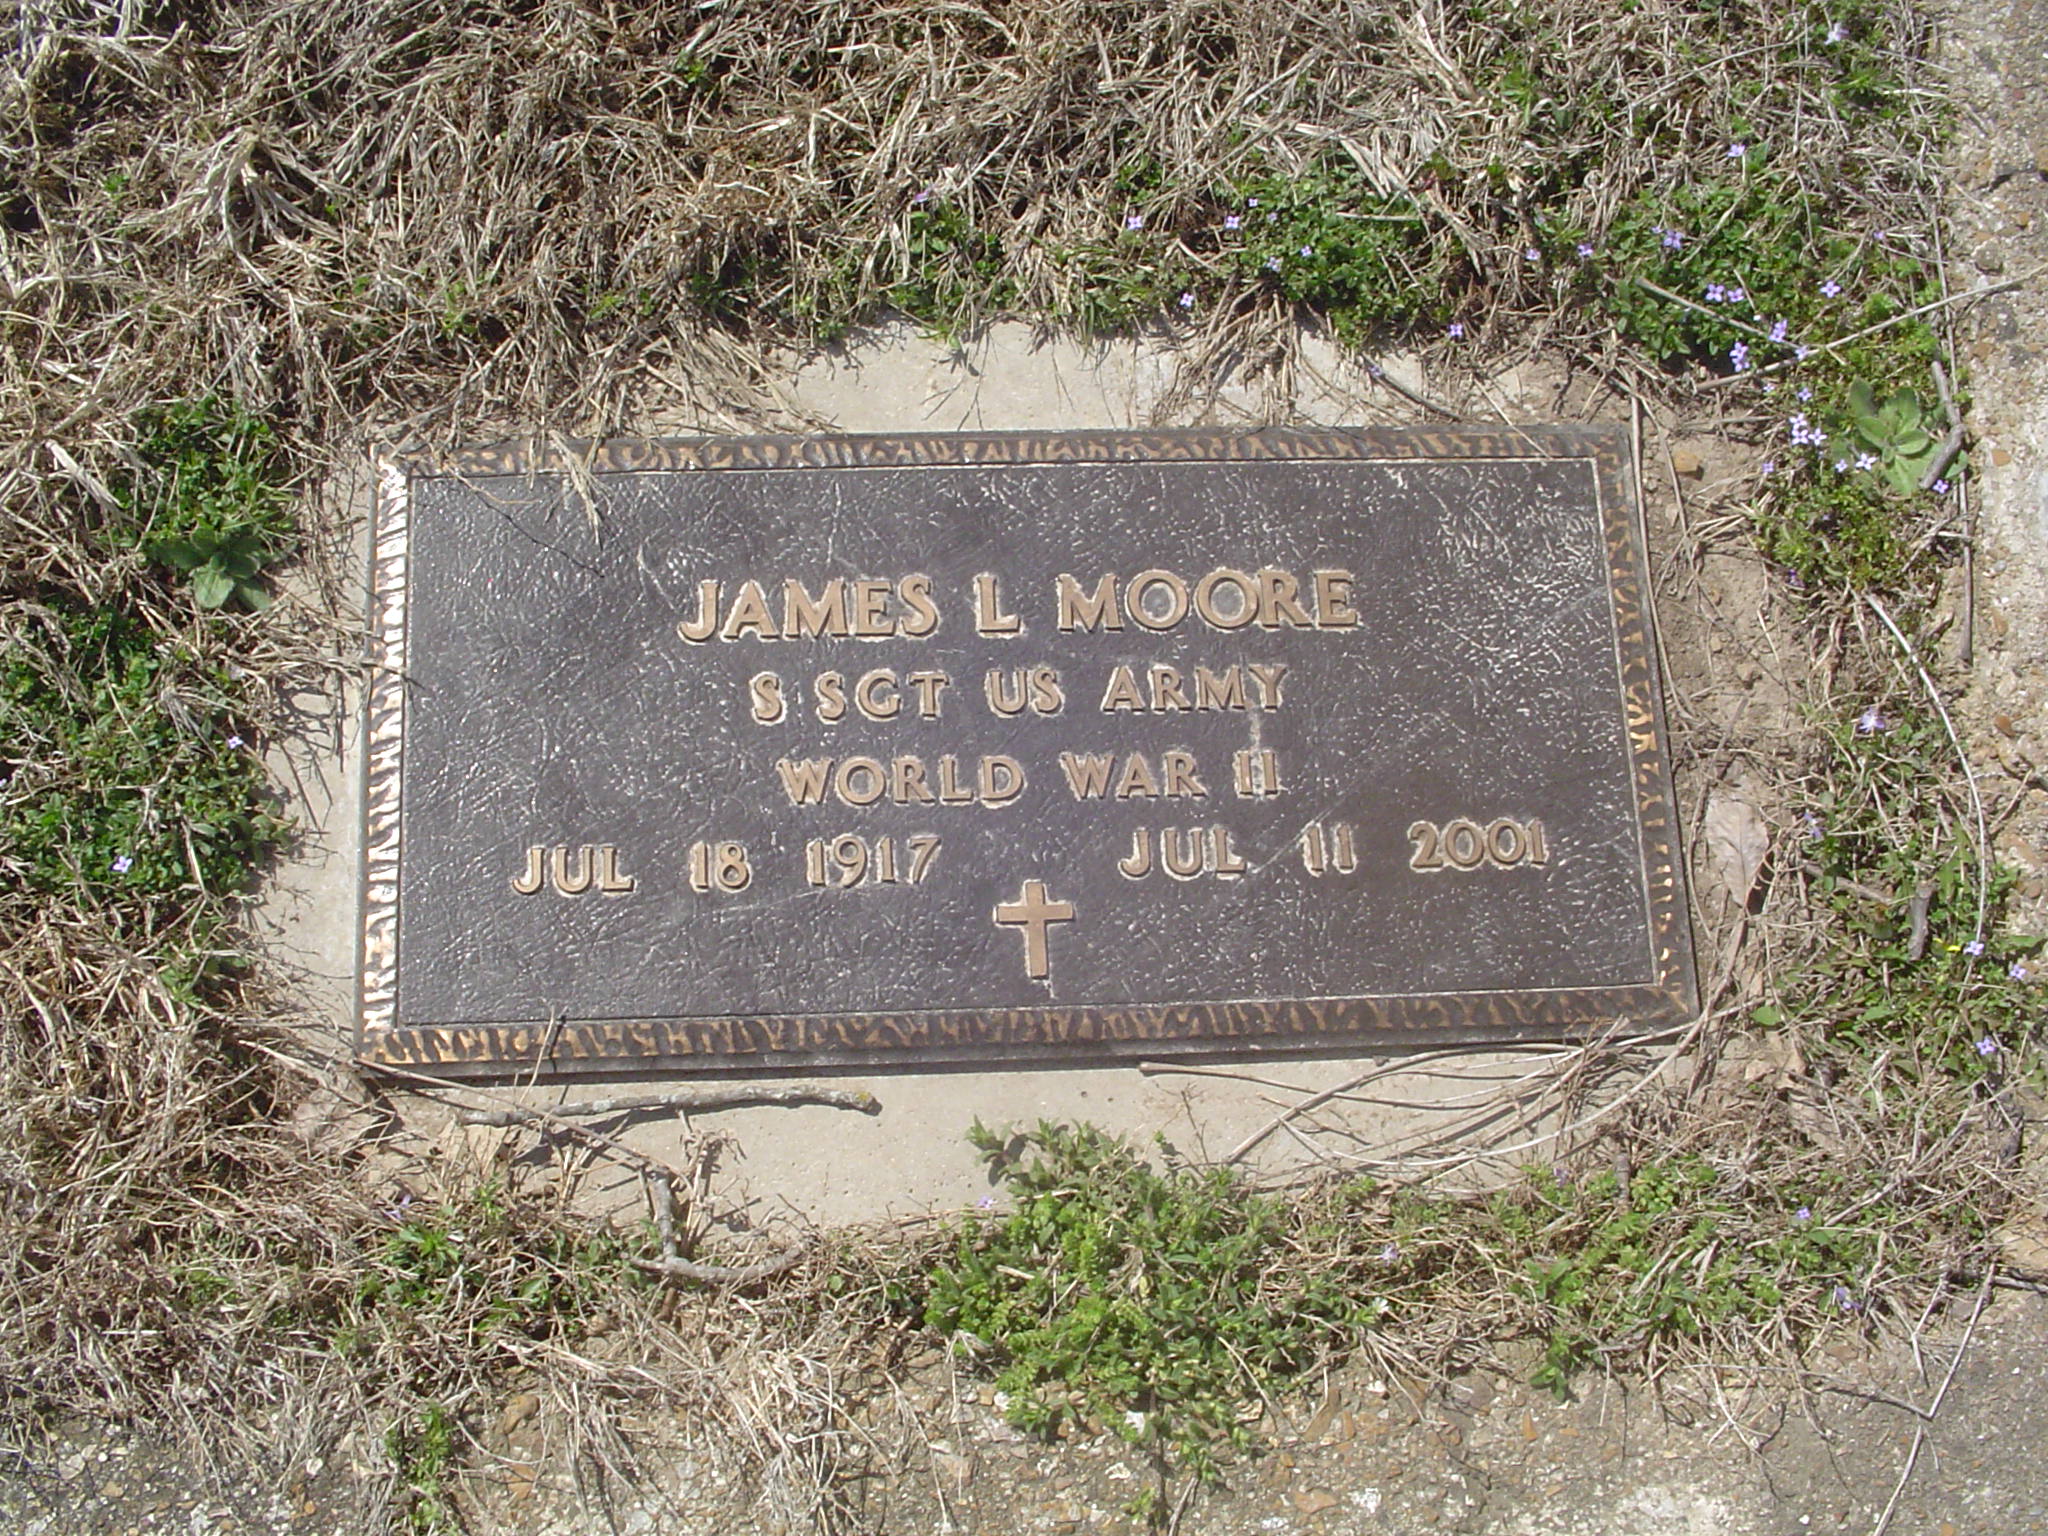 JAMES L MOORE
S SGT US ARMY
WORLD WAR II
JUL 18 1917 JUL 11 2001